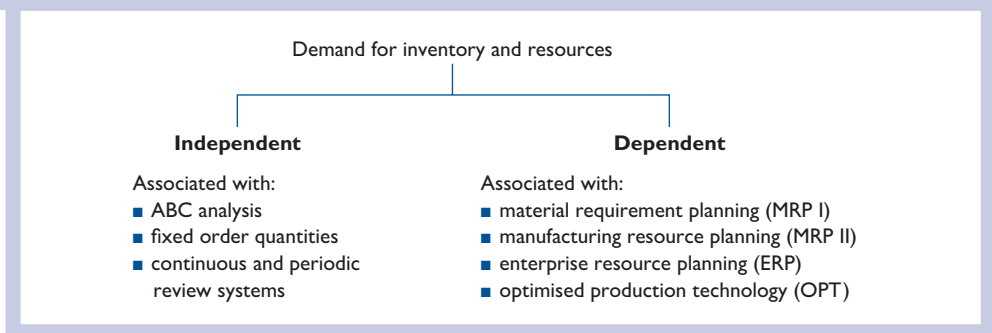 Demand for inventory and resources
Independent
Associated with:
■ ABC analysis
■ fixed order quantities
■ continuous and periodic
review systems
Dependent
Associated with:
■ material requirement planning (MRP I)
■ manufacturing resource planning (MRP II)
■ enterprise resource planning (ERP)
■ optimised production technology (OPT)